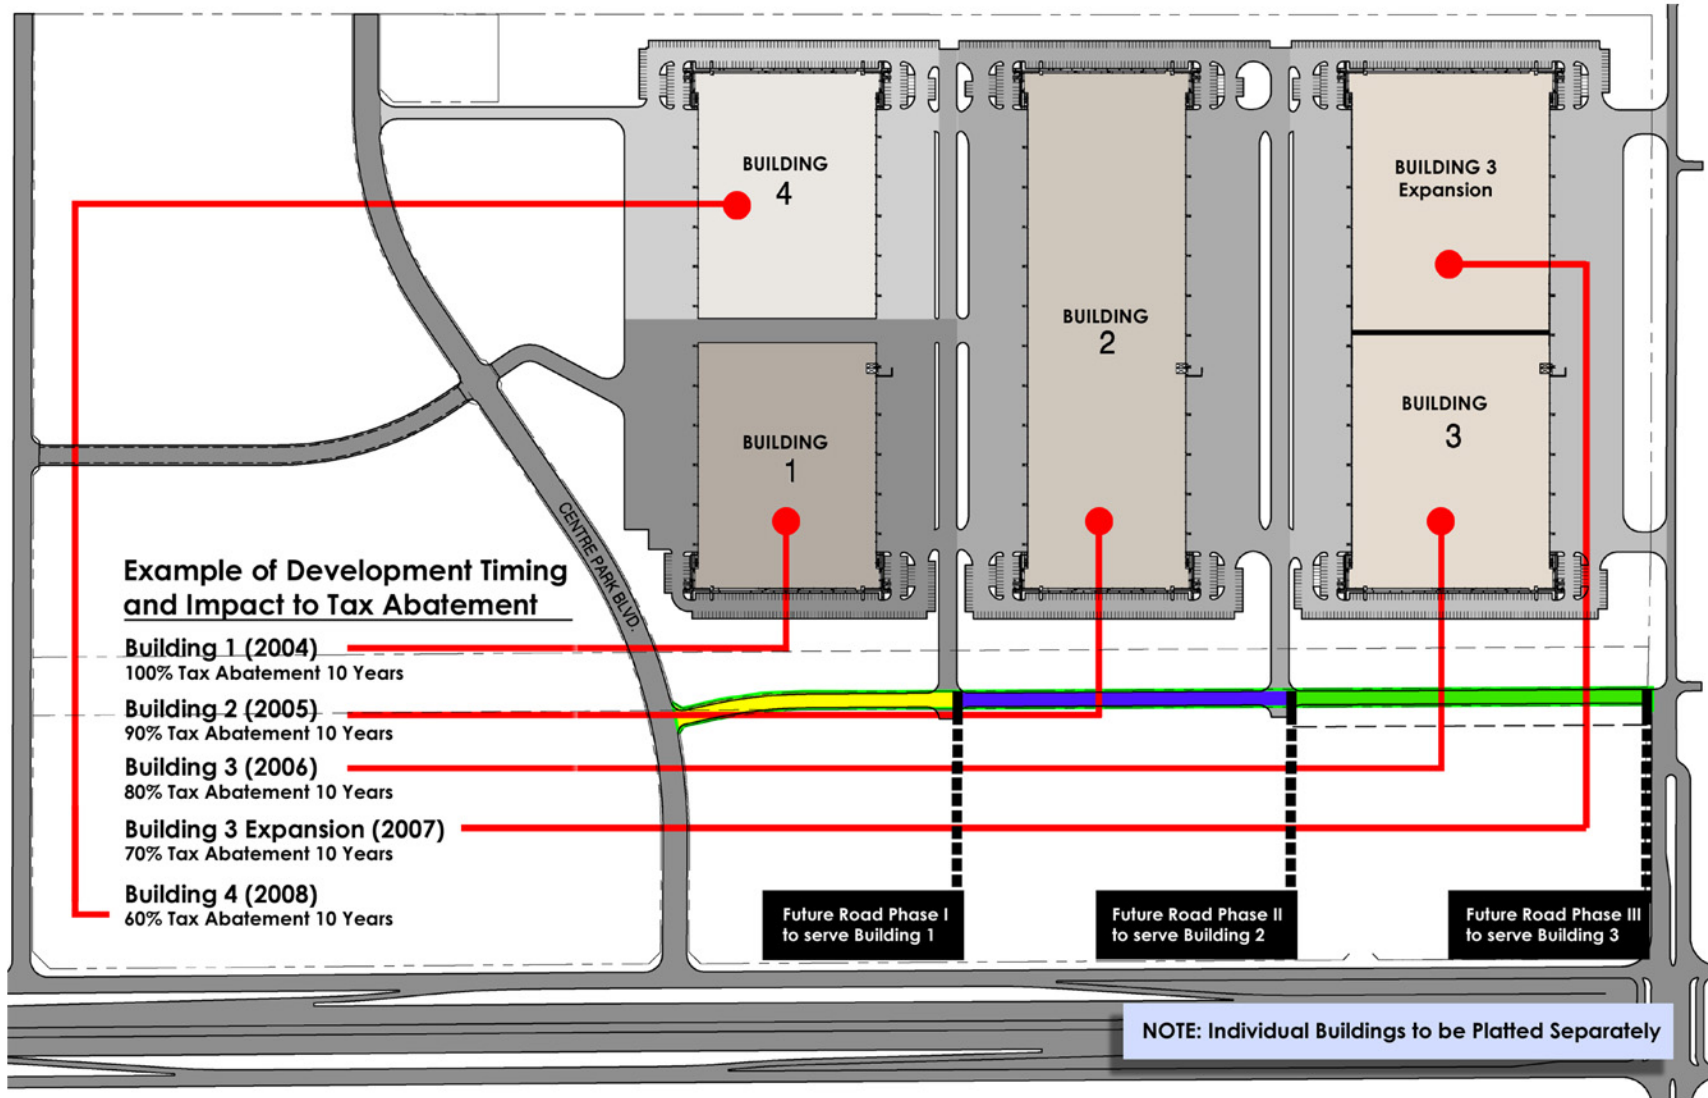 BUILDING
4
BUILDING
2
BUILDING 3
Expansion
BUILDING
3
BUILDING
1
CENTRE PARK BLVD.
Example of Development Timing
and Impact to Tax Abatement
Building 1 (2004)
100% Tax Abatement 10 Years
Building 2 (2005)
90% Tax Abatement 10 Years
Building 3 (2006)
80% Tax Abatement 10 Years
Building 3 Expansion (2007)
70% Tax Abatement 10 Years
Building 4 (2008)
60% Tax Abatement 10 Years
Future Road Phase I
to serve Building 1
Future Road Phase II
to serve Building 2
Future Road Phase III
to serve Building 3
NOTE: Individual Buildings to be Platted Separately